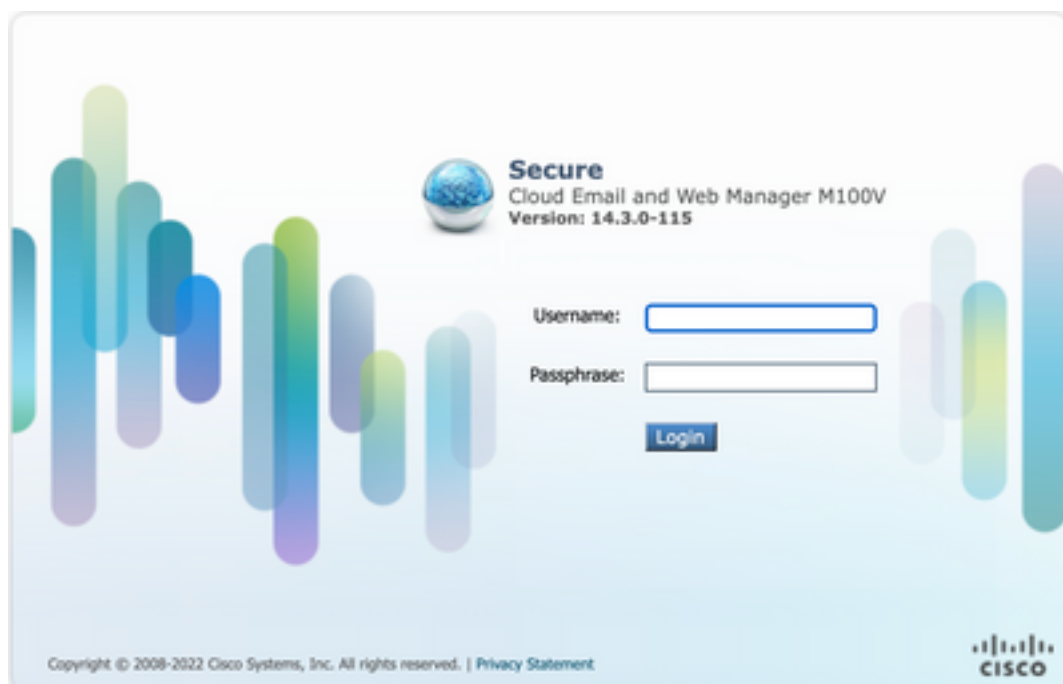 Secure
Cloud Email and Web Manager M100V
Version: 14.3.0-115
Username:
Passphrase:
Login
Copyright © 2008-2022 Cisco Systems, Inc. All rights reserved. | Privacy Statement
CISCO